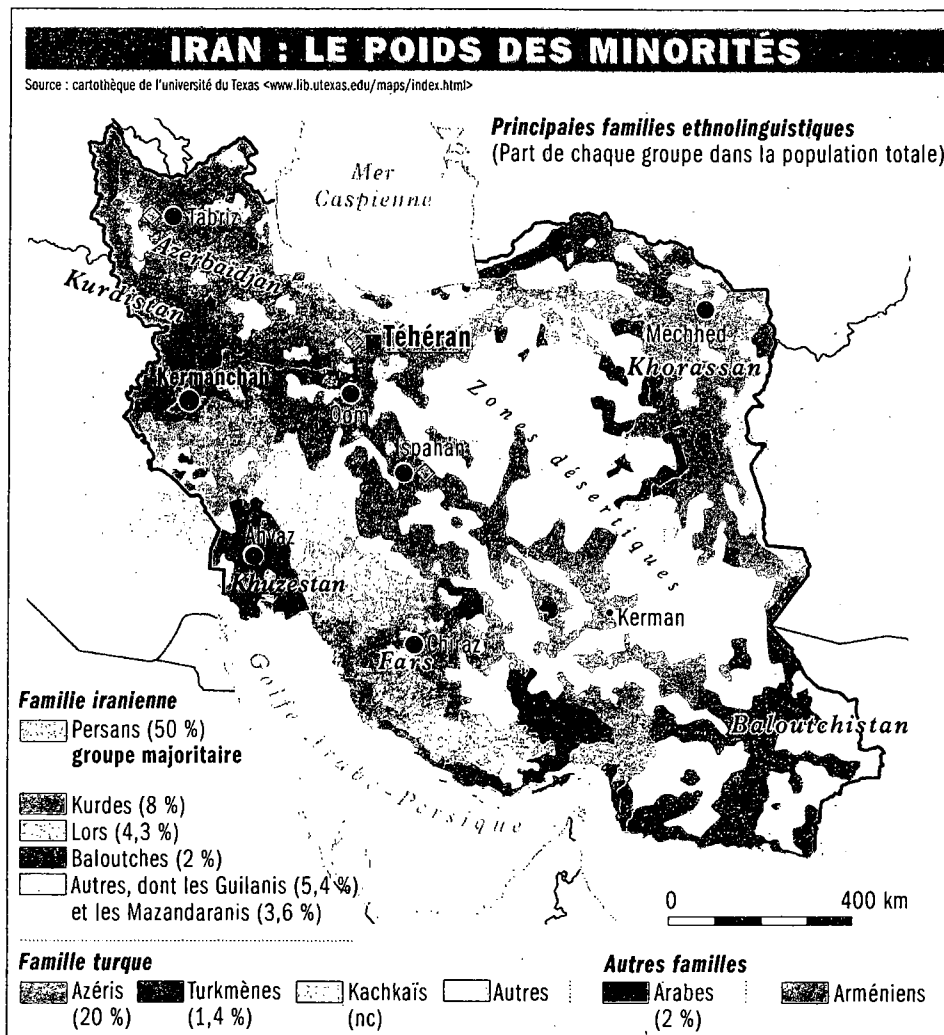 IRAN : LE POIDS DES MINORITÉS
Source : cartothèque de l'université du Texas <www.lib.utexas.edu/maps/index.html>
Principales familles ethnolinguistiques
(Part de chaque groupe dans la population totale)
Mer
Caspienne
Tabriz
Azerbaïdjan
Kurdistan
Téhéran
Mechhed
Khorassan
Kermanchah
Qom
Ispahan
Zones désertiques
Ahvaz
Khuzestan
Kerman
Chiraz
Fars
Baloutchistan
Golfe Arabo-Persique
Famille iranienne
Persans (50 %)
groupe majoritaire
Kurdes (8 %)
Lors (4,3 %)
Baloutches (2 %)
Autres, dont les Guilanis (5,4 %)
et les Mazandaranis (3,6 %)
0 400 km
Famille turque
Azéris
(20 %)
Turkmènes
(1,4 %)
Kachkaïs
(nc)
Autres
Autres familles
Arabes
(2 %)
Arméniens